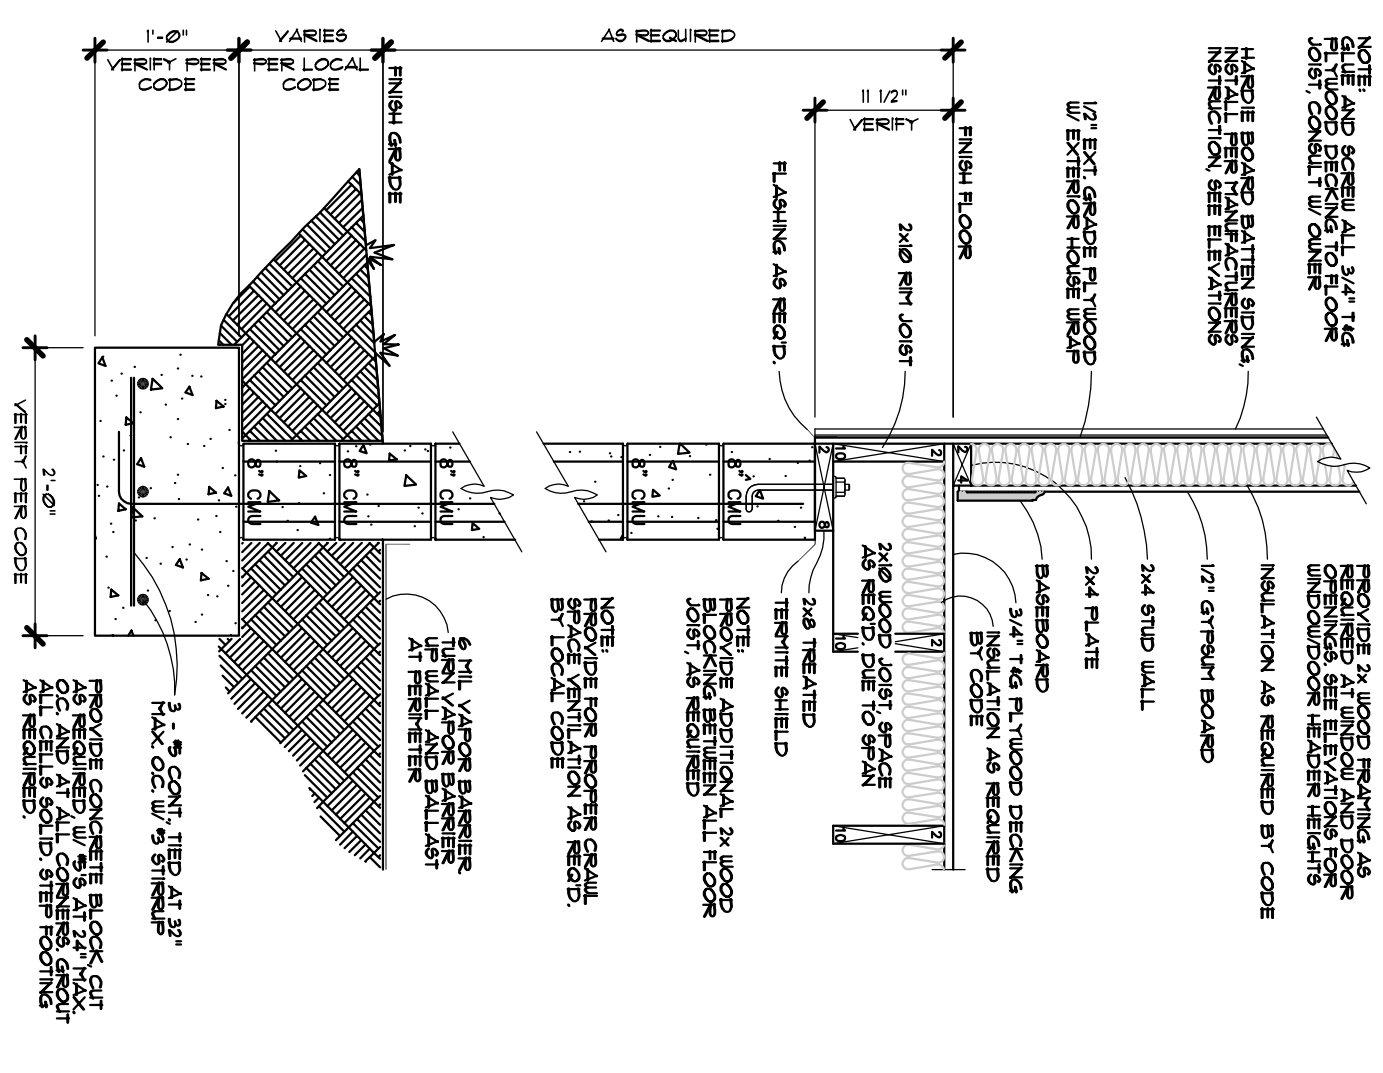 NOTE:
GLUE AND SCREW ALL 3/4" T&G
PLYWOOD DECKING TO FLOOR
JOIST, CONSULT W/ OWNER
HARDIE BOARD BATTEN SIDING,
INSTALL PER MANUFACTURERS
INSTRUCTION, SEE ELEVATIONS
1/2" EXT. GRADE PLYWOOD
W/ EXTERIOR HOUSE WRAP
FINISH FLOOR
2x10 RIM JOIST
FLASHING AS REQ'D.
FINISH GRADE
AS REQUIRED
11 1/2"
VERIFY
VARIES
PER LOCAL
CODE
1'-0"
VERIFY PER
CODE
2'-0"
VERIFY PER CODE
PROVIDE 2x WOOD FRAMING AS
REQUIRED AT WINDOW AND DOOR
OPENINGS. SEE ELEVATIONS FOR
WINDOWDOOR HEADER HEIGHTS
INSULATION AS REQUIRED BY CODE
1/2" GYPSUM BOARD
2x4 STUD WALL
2x4 PLATE
BASEBOARD
3/4" T&G PLYWOOD DECKING
INSULATION AS REQUIRED
BY CODE
2x10 WOOD JOIST, SPACE
AS REQ'D. DUE TO SPAN
2x8 TREATED
TERMITE SHIELD
NOTE:
PROVIDE ADDITIONAL 2x WOOD
BLOCKING BETWEEN ALL FLOOR
JOIST, AS REQUIRED
NOTE:
PROVIDE FOR PROPER CRAWL
SPACE VENTILATION AS REQ'D.
BY LOCAL CODE
6 MIL VAPOR BARRIER.
TURN VAPOR BARRIER
UP WALL AND BALLAST
AT PERIMETER
3 - #5 CONT., TIED AT 32"
MAX. O.C. W/ #3 STIRRUP
PROVIDE CONCRETE BLOCK, CUT
AS REQUIRED, W/ #5'S AT 24" MAX.
O.C. AND AT ALL CORNERS. GROUT
ALL CELLS SOLID. STEP FOOTING
AS REQUIRED.
2
4
2
10
2
10
2
10
2
8
8" CMU
8" CMU
8" CMU
8" CMU
8" CMU